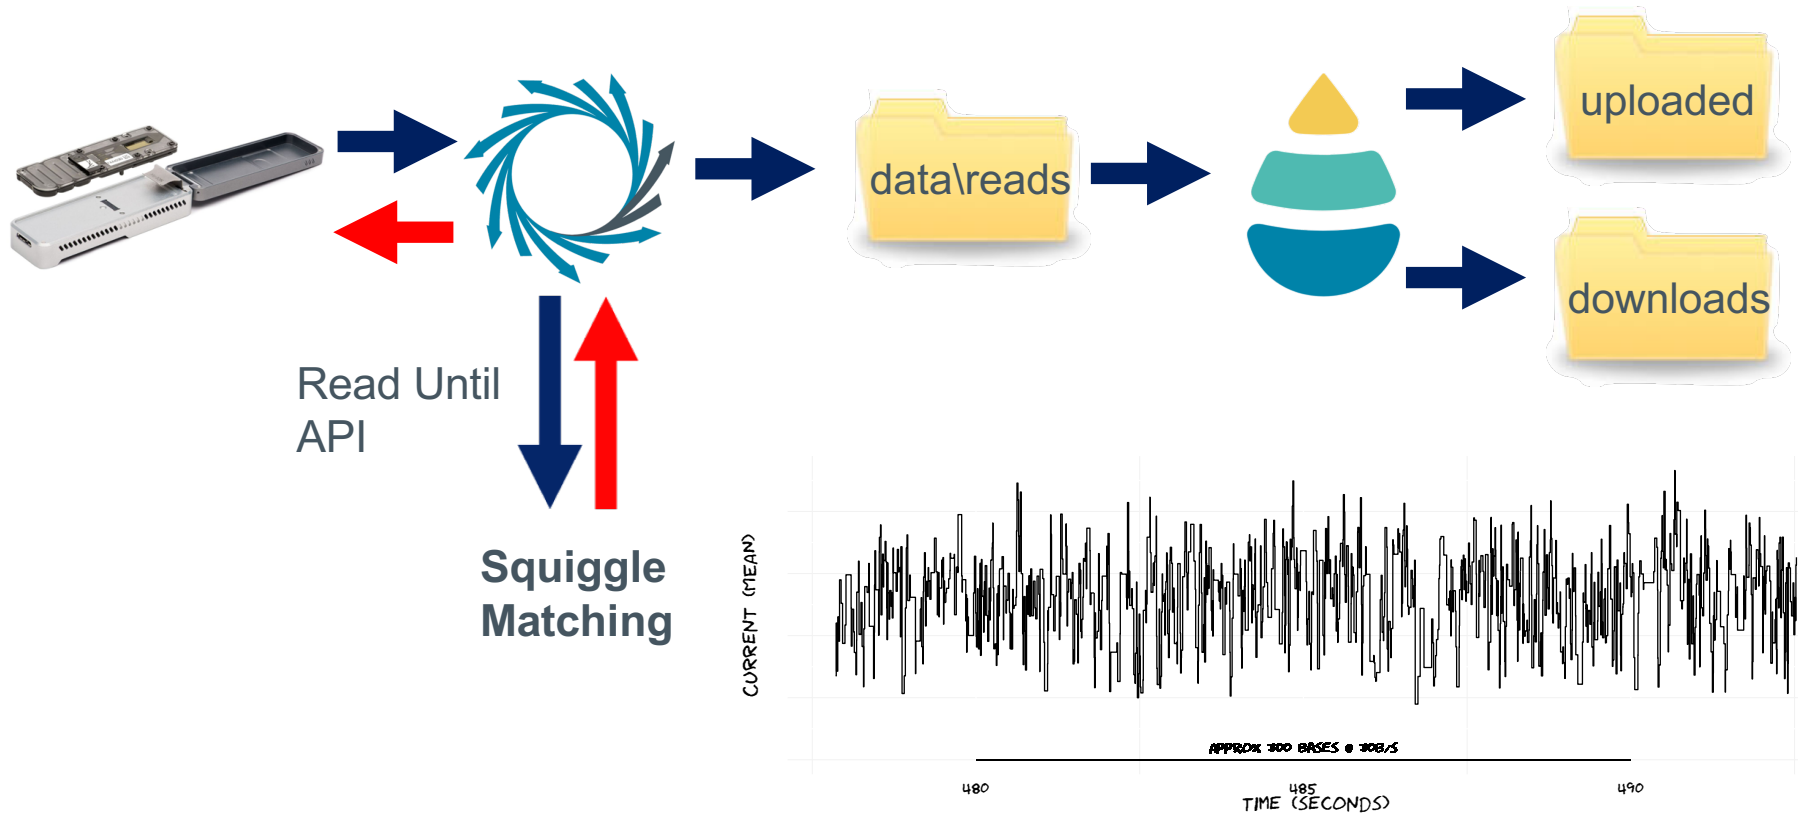 uploaded
data\reads
downloads
Read Until
API
Squiggle
Matching
CURRENT (MEAN)
APPROX 300 BASES @ 30B/S
480
485
490
TIME (SECONDS)